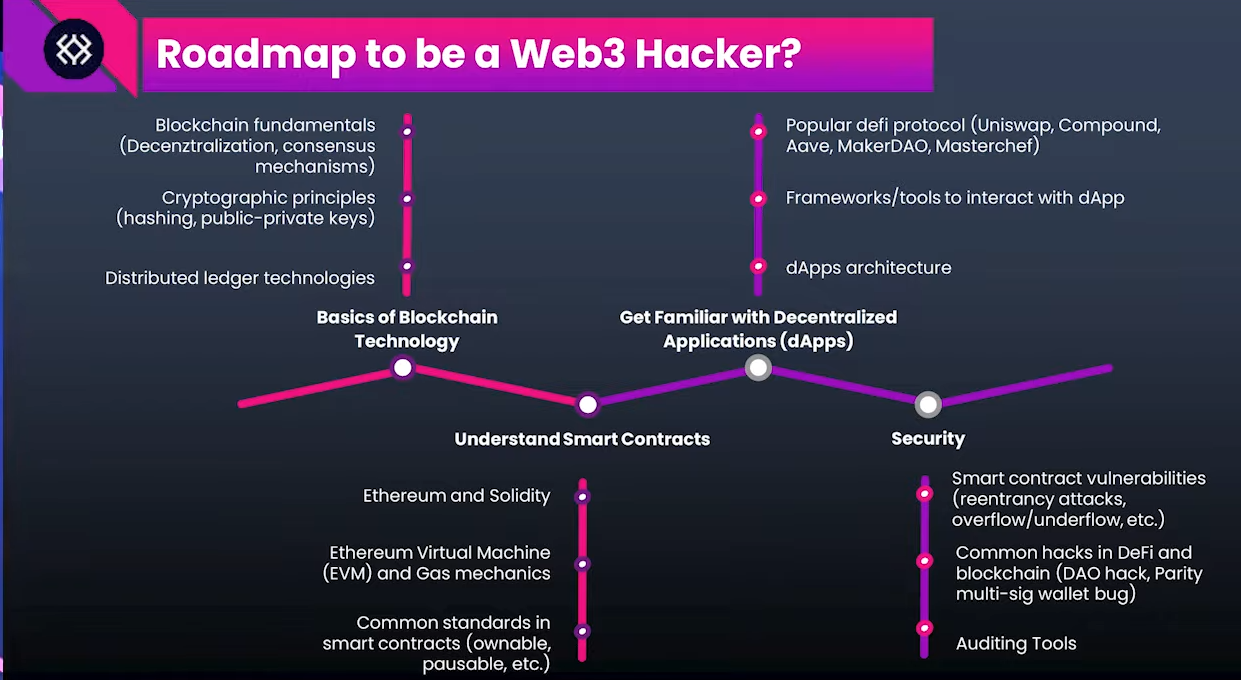 Roadmap to be a Web3 Hacker?
Blockchain fundamentals
(Decenztralization, consensus
mechanisms)
Cryptographic principles
(hashing, public-private keys)
Distributed ledger technologies
Basics of Blockchain
Technology
Popular defi protocol (Uniswap, Compound,
Aave, MakerDAO, Masterchef)
Frameworks/tools to interact with dApp
dApps architecture
Get Familiar with Decentralized
Applications (dApps)
Understand Smart Contracts
Ethereum and Solidity
Ethereum Virtual Machine
(EVM) and Gas mechanics
Common standards in
smart contracts (ownable,
pausable, etc.)
Security
Smart contract vulnerabilities
(reentrancy attacks,
overflow/underflow, etc.)
Common hacks in DeFi and
blockchain (DAO hack, Parity
multi-sig wallet bug)
Auditing Tools